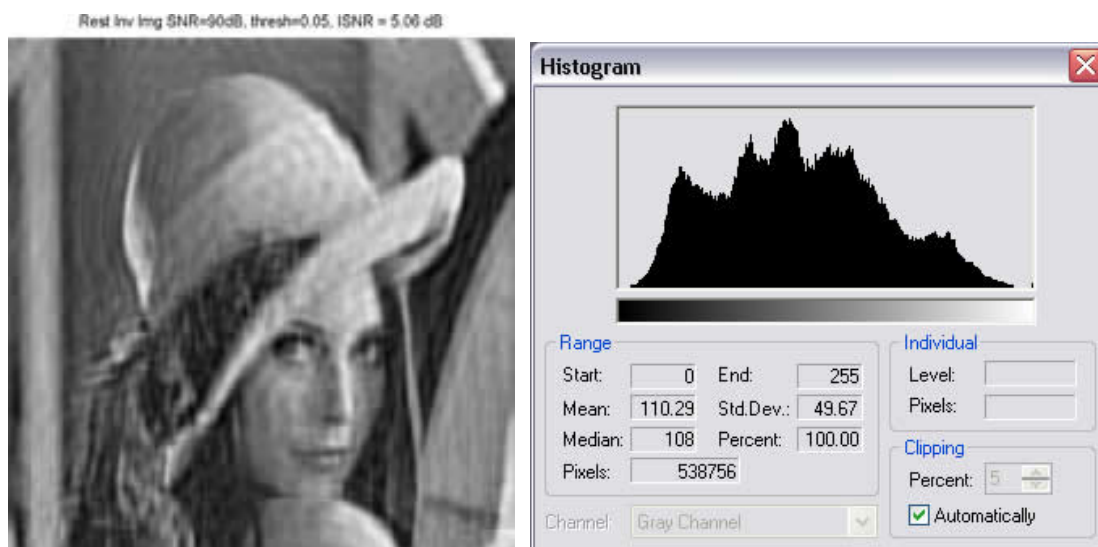 Rest Inv Img SNR=90dB, thresh=0.05, ISNR = 5.06 dB
Histogram
Range
Start: 0 End: 255
Mean: 110.29 Std.Dev.: 49.67
Median: 108 Percent: 100.00
Pixels: 538756
Individual
Level:
Pixels:
Clipping
Percent: 5
Automatically
Channel: Gray Channel